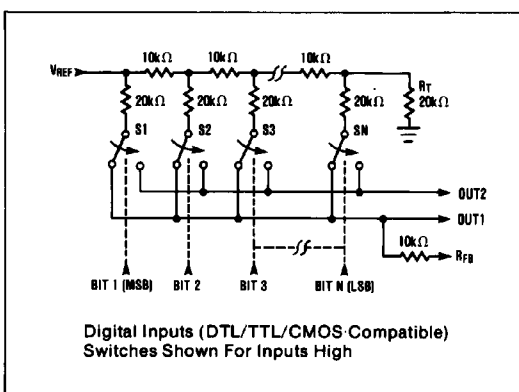 10kΩ 10kΩ 10kΩ
VREF
20kΩ 20kΩ 20kΩ 20kΩ RT 20kΩ
S1 S2 S3 SN
OUT2
OUT1
10kΩ
RFB
BIT 1 (MSB) BIT 2 BIT 3 BIT N (LSB)
Digital Inputs (DTL/TTL/CMOS Compatible)
Switches Shown For Inputs High